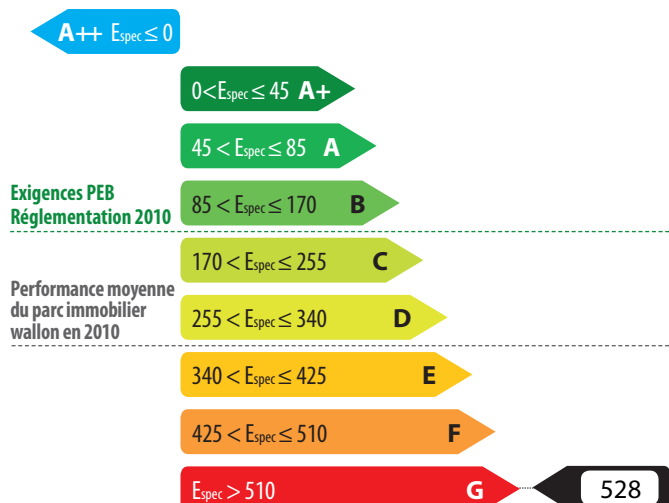 A++ Espec ≤ 0
0<Espec ≤ 45 A+
45 < Espec ≤ 85 A
Exigences PEB
Réglementation 2010
85 < Espec ≤ 170 B
170 < Espec ≤ 255 C
Performance moyenne
du parc immobilier
wallon en 2010
255 < Espec ≤ 340 D
340 < Espec ≤ 425 E
425 < Espec ≤ 510 F
Espec > 510 G
528